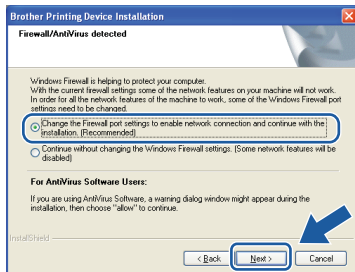 Brother Printing Device Installation
Firewall/AntiVirus detected
Windows Firewall is helping to protect your computer.
With the current firewall settings some of the network features on your machine will not work.
In order for all the network features of the machine to work, some of the Windows Firewall port
settings need to be changed.
Change the Firewall port settings to enable network connection and continue with the
installation. (Recommended)
Continue without changing the Windows Firewall settings. (Some network features will be
disabled)
For AntiVirus Software Users:
If you are using AntiVirus Software, a warning dialog window might appear during the
installation, then choose "allow" to continue.
InstallShield
< Back Next > Cancel